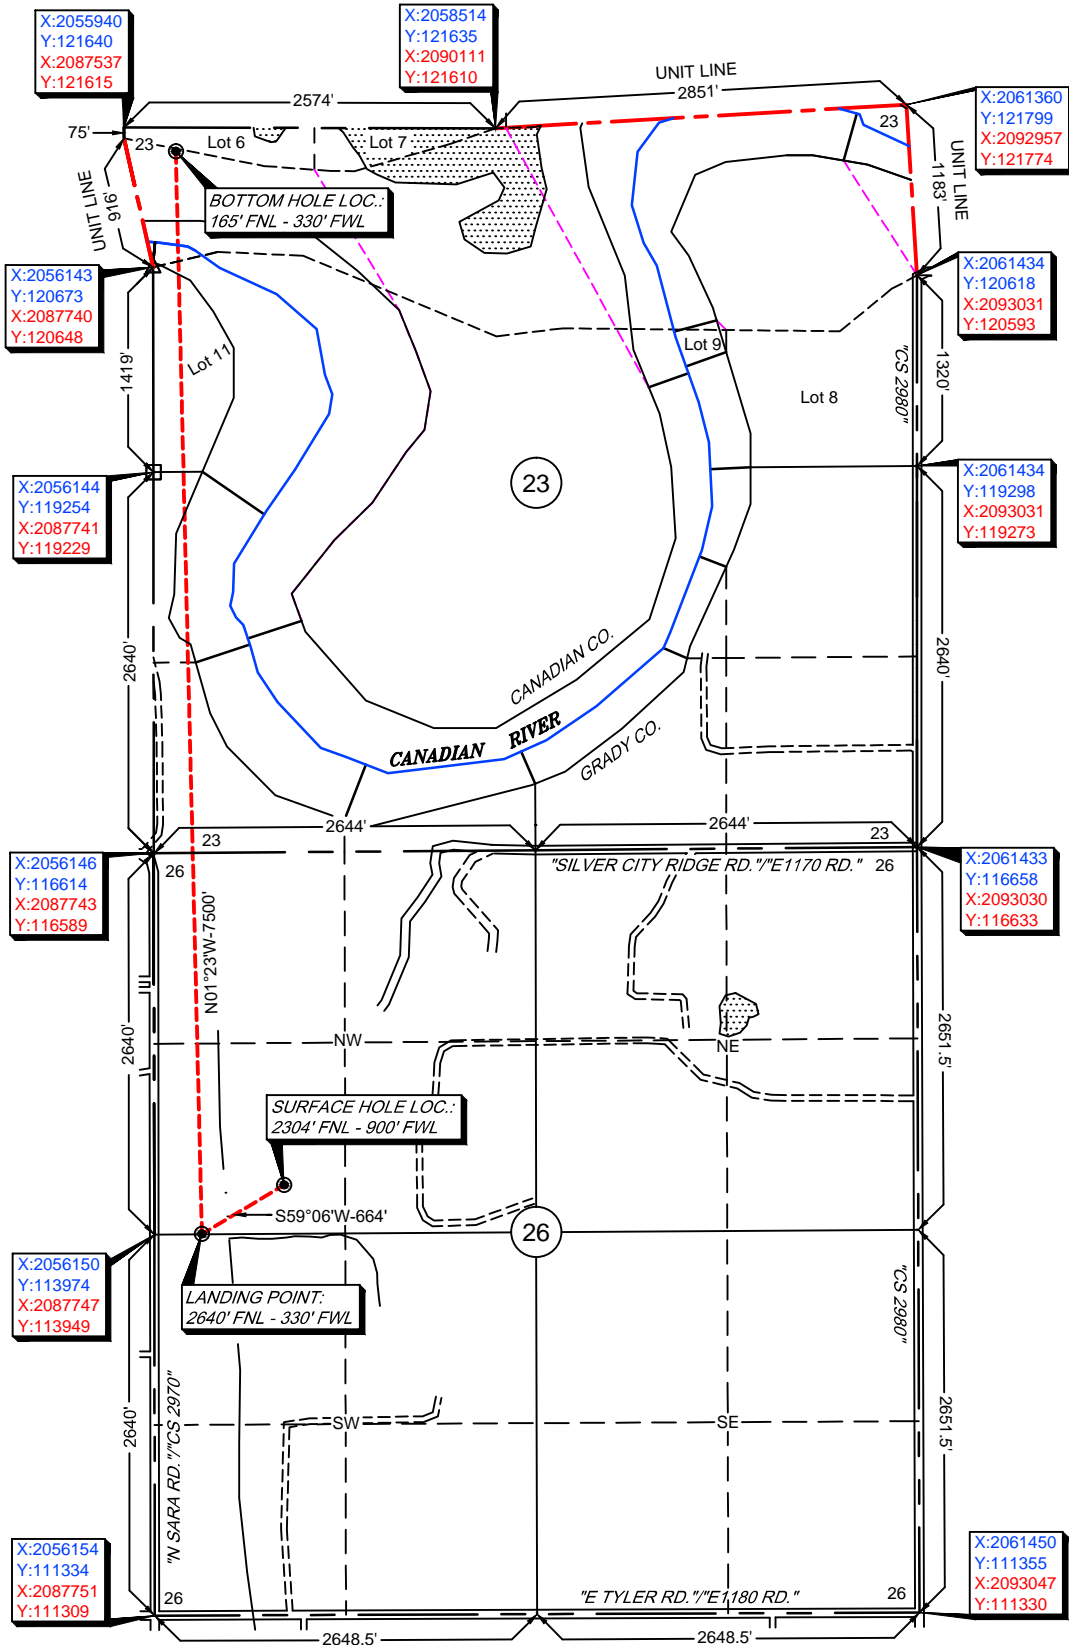 X:2055940
Y:121640
X:2087537
Y:121615
X:2058514
Y:121635
X:2090111
Y:121610
X:2061360
Y:121799
X:2092957
Y:121774
UNIT LINE
2851'
2574'
75'
23
Lot 6
Lot 7
23
UNIT LINE
1183'
UNIT LINE
916'
BOTTOM HOLE LOC.:
165' FNL - 330' FWL
X:2056143
Y:120673
X:2087740
Y:120648
X:2061434
Y:120618
X:2093031
Y:120593
1419'
Lot 11
Lot 9
Lot 8
"CS 2980"
1320'
X:2056144
Y:119254
X:2087741
Y:119229
23
X:2061434
Y:119298
X:2093031
Y:119273
2640'
2640'
CANADIAN CO.
CANADIAN RIVER
GRADY CO.
2644'
2644'
23
23
"SILVER CITY RIDGE RD."/"E1170 RD."
26
26
X:2056146
Y:116614
X:2087743
Y:116589
X:2061433
Y:116658
X:2093030
Y:116633
N01°23'W-7500'
2640'
NW
NE
2651.5'
SURFACE HOLE LOC.:
2304' FNL - 900' FWL
S59°06'W-664'
26
X:2056150
Y:113974
X:2087747
Y:113949
LANDING POINT:
2640' FNL - 330' FWL
"CS 2980"
"N SARA RD."/"CS 2970"
2640'
SW
SE
2651.5'
X:2056154
Y:111334
X:2087751
Y:111309
X:2061450
Y:111355
X:2093047
Y:111330
26
"E TYLER RD."/"E1180 RD."
26
2648.5'
2648.5'